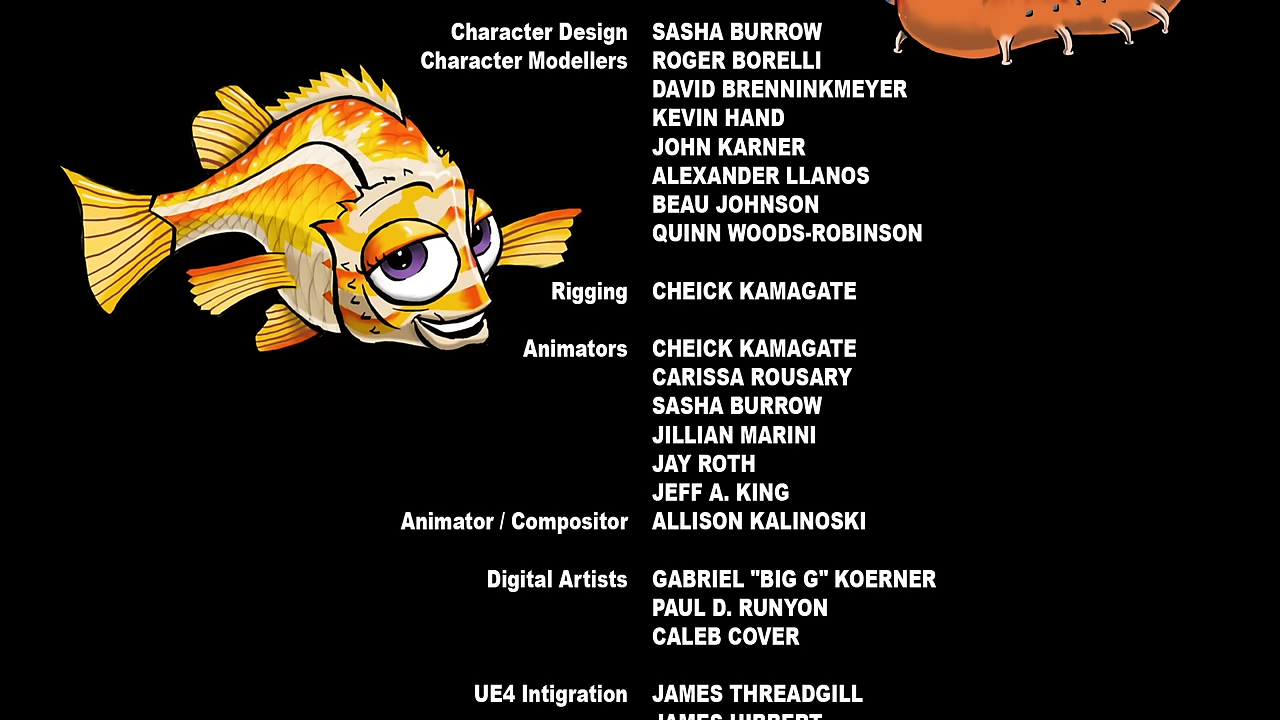 Character Design SASHA BURROW
Character Modellers ROGER BORELLI
DAVID BRENNINKMEYER
KEVIN HAND
JOHN KARNER
ALEXANDER LLANOS
BEAU JOHNSON
QUINN WOODS-ROBINSON
Rigging CHEICK KAMAGATE
Animators CHEICK KAMAGATE
CARISSA ROUSARY
SASHA BURROW
JILLIAN MARINI
JAY ROTH
JEFF A. KING
Animator / Compositor ALLISON KALINOSKI
Digital Artists GABRIEL "BIG G" KOERNER
PAUL D. RUNYON
CALEB COVER
UE4 Intigration JAMES THREADGILL
JAMES